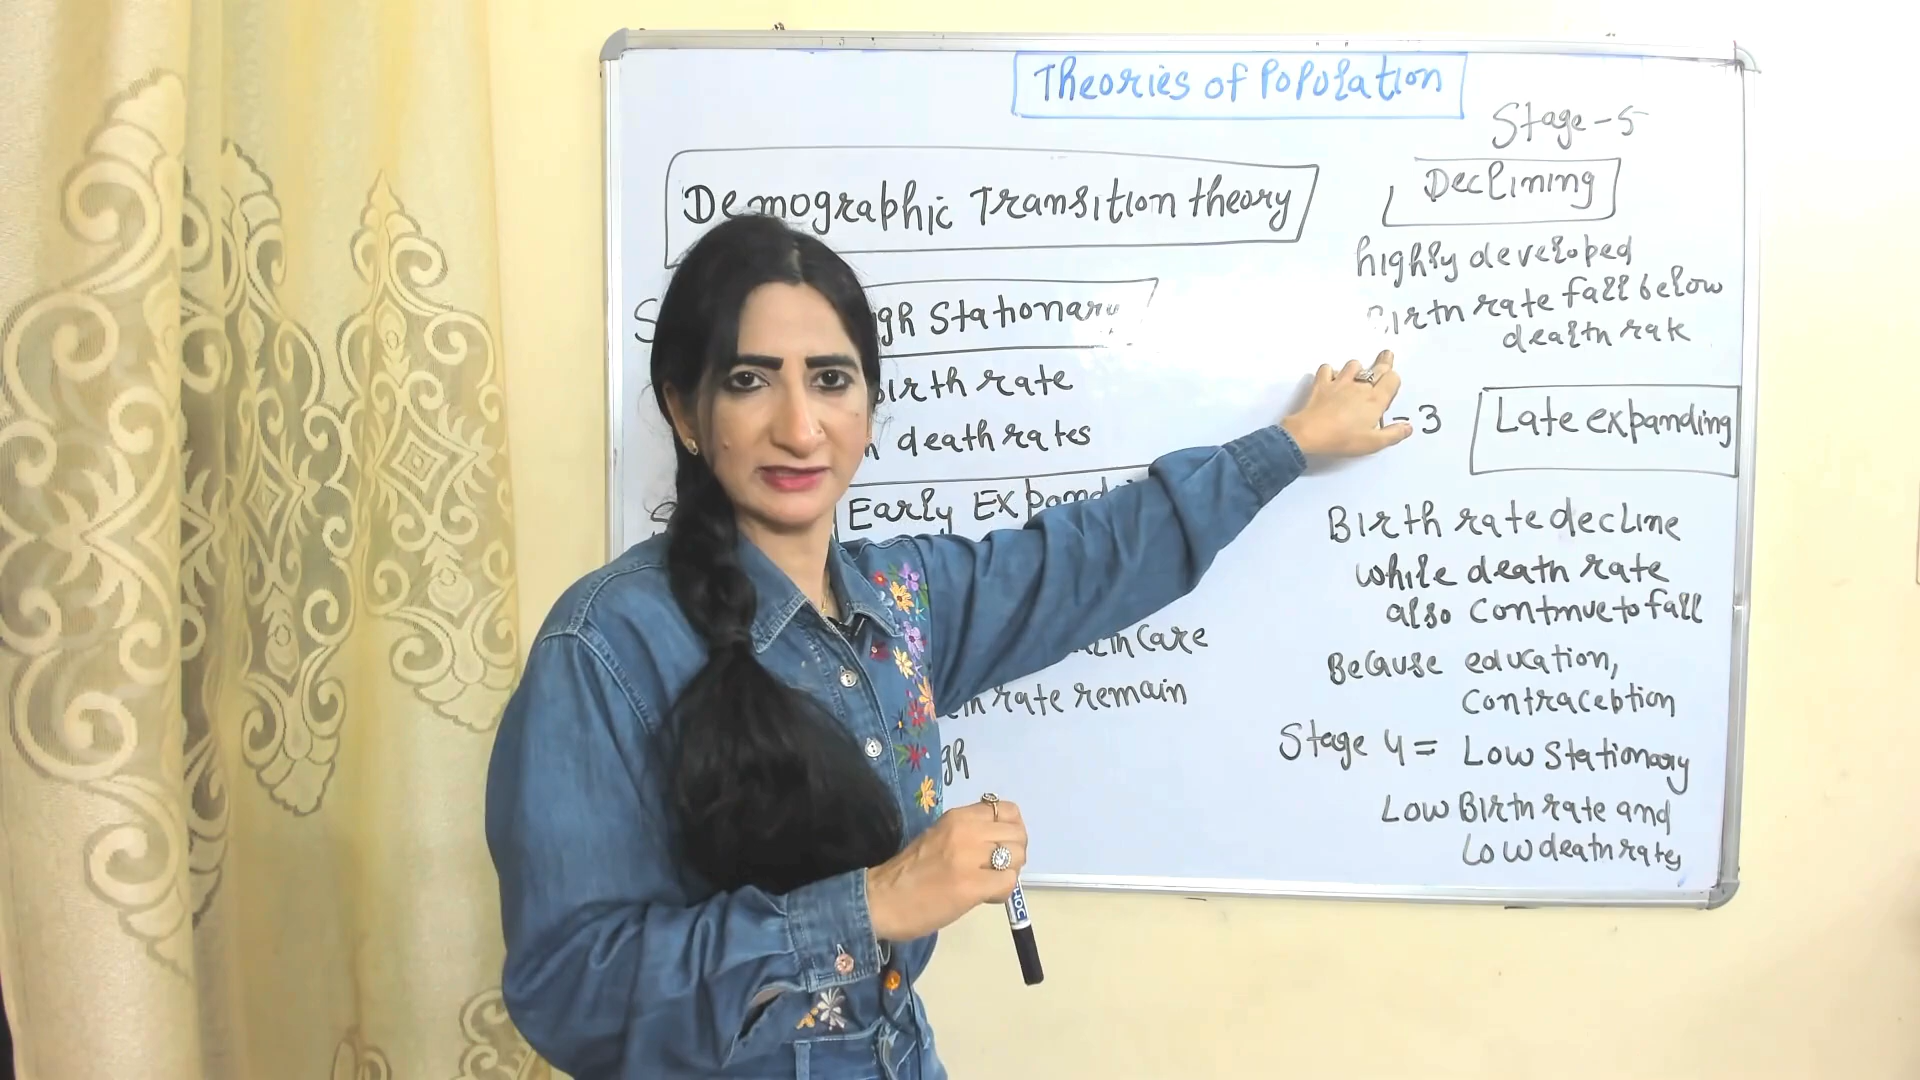 Theories of Population
Demographic Transition theory
Stationary
Birth rate
death rates
Early
Care
rate remain
Stage-5
Declining
highly developed
Birth rate fall below
death rate
-3 Late expanding
Birth rate decline
while death rate
also continue to fall
Because education,
Contraception
Stage 4 = Low Stationary
Low Birth rate and
Low death rates